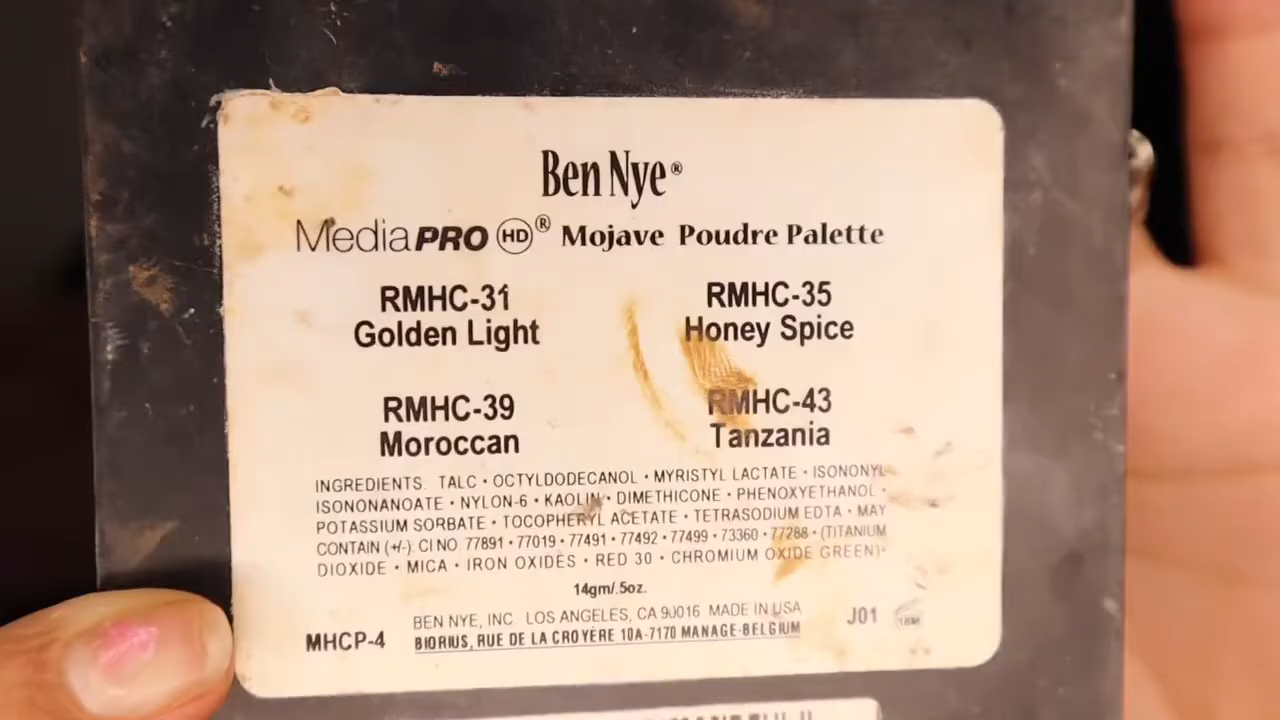 Ben Nye®
MediaPRO HD® Mojave Poudre Palette
RMHC-31 RMHC-35
Golden Light Honey Spice
RMHC-39 RMHC-43
Moroccan Tanzania
INGREDIENTS: TALC • OCTYLDODECANOL • MYRISTYL LACTATE • ISONONYL
ISONONANOATE • NYLON-6 • KAOLIN • DIMETHICONE • PHENOXYETHANOL •
POTASSIUM SORBATE • TOCOPHERYL ACETATE • TETRASODIUM EDTA • MAY
CONTAIN (+/-): CI NO. 77891 • 77019 • 77491 • 77492 • 77499 • 73360 • 77288 • (TITANIUM
DIOXIDE • MICA • IRON OXIDES • RED 30 • CHROMIUM OXIDE GREEN)
14gm/.5oz.
BEN NYE, INC. LOS ANGELES, CA 90016 MADE IN USA
MHCP-4 BIORIUS, RUE DE LA CROYÈRE 10A-7170 MANAGE-BELGIUM J01 18M